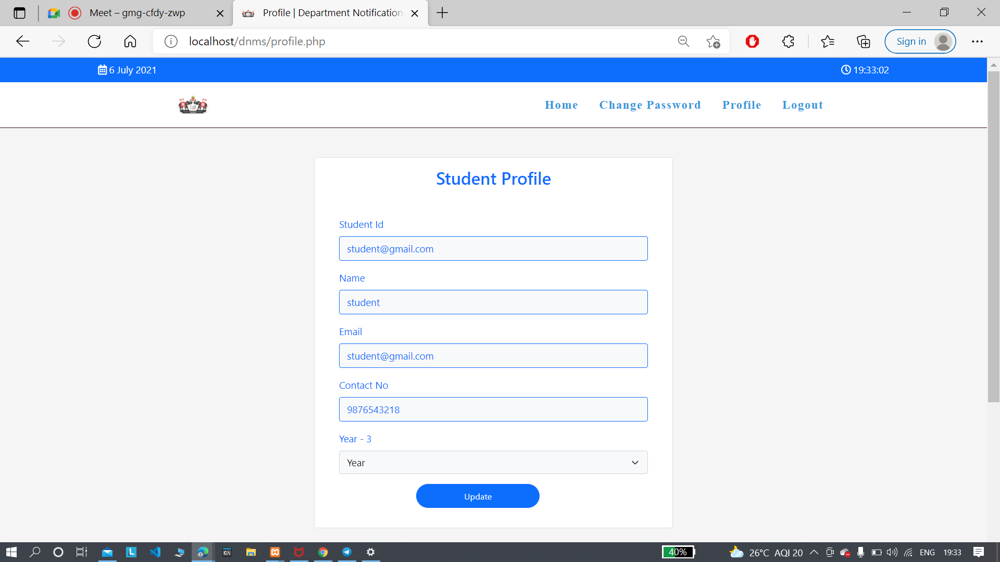 Meet – gmg-cfdy-zwp
Profile | Department Notification
localhost/dnms/profile.php
Sign in
6 July 2021
19:33:02
Home Change Password Profile Logout
Student Profile
Student Id
student@gmail.com
Name
student
Email
student@gmail.com
Contact No
9876543218
Year - 3
Year
Update
40%
26°C AQI 20
ENG
19:33